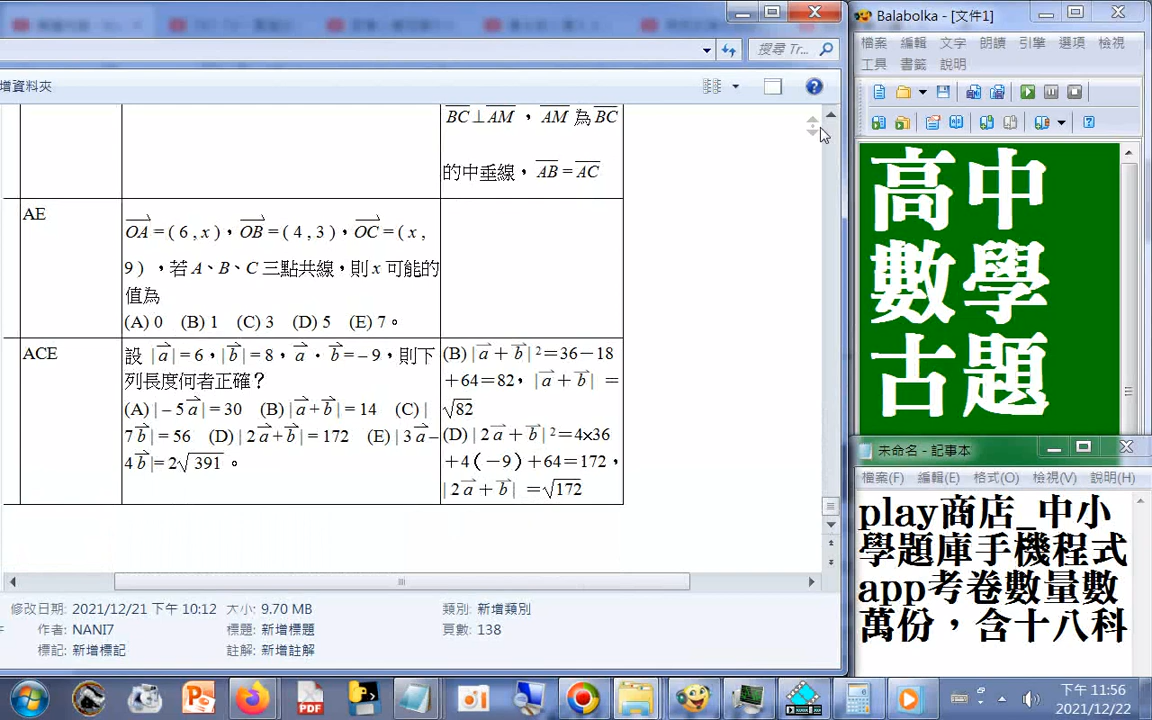 Balabolka - [文件1]
搜尋 Tr...
檔案 編輯 文字 朗讀 引擎 選項 檢視
工具 書籤 說明
增資料夾
BC⊥AM,AM 為 BC
的中垂線,AB = AC
AE
OA = ( 6 , x ),OB = ( 4 , 3 ),OC = ( x ,
9 ),若 A、B、C 三點共線,則 x 可能的
值為
(A) 0 (B) 1 (C) 3 (D) 5 (E) 7。
ACE
設 | a | = 6,| b | = 8,a・b = – 9,則下
列長度何者正確?
(A) | – 5 a | = 30 (B) | a + b | = 14 (C) |
7 b | = 56 (D) | 2 a + b | = 172 (E) | 3 a –
4 b | = 2√391。
(B) | a + b | ²=36-18
+64=82,| a + b | =
√82
(D) | 2 a + b | ²=4×36
+4(-9)+64=172,
| 2 a + b | =√172
修改日期: 2021/12/21 下午 10:12 大小: 9.70 MB 類別: 新增類別
作者: NANI7 標題: 新增標題 頁數: 138
標記: 新增標記 註解: 新增註解
高中
數學
古題
未命名 - 記事本
檔案(F) 編輯(E) 格式(O) 檢視(V) 說明(H)
play商店_中小
學題庫手機程式
app考卷數量數
萬份,含十八科
下午 11:56
2021/12/22